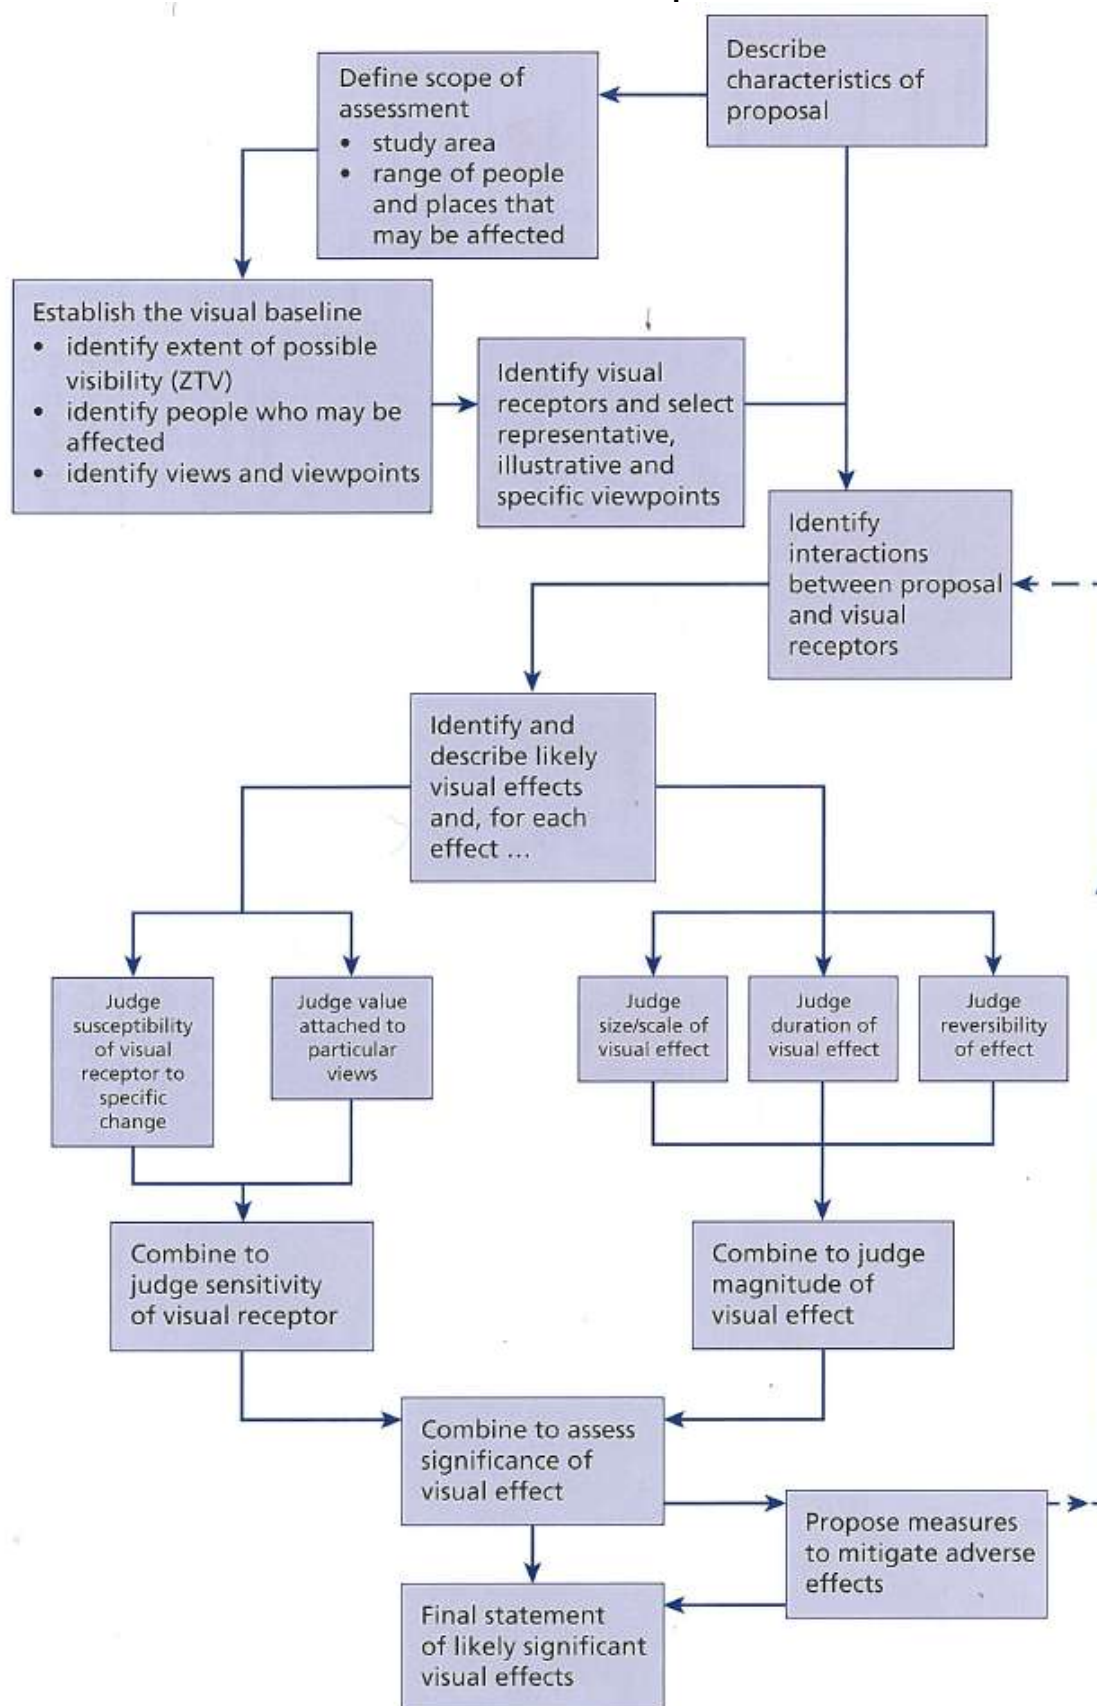 Describe
characteristics of
proposal
Define scope of
assessment
• study area
• range of people
and places that
may be affected
Establish the visual baseline
• identify extent of possible
visibility (ZTV)
• identify people who may be
affected
• identify views and viewpoints
Identify visual
receptors and select
representative,
illustrative and
specific viewpoints
Identify
interactions
between proposal
and visual
receptors
Identify and
describe likely
visual effects
and, for each
effect ...
Judge
susceptibility
of visual
receptor to
specific
change
Judge value
attached to
particular
views
Judge
size/scale of
visual effect
Judge
duration of
visual effect
Judge
reversibility
of effect
Combine to
judge sensitivity
of visual receptor
Combine to judge
magnitude of
visual effect
Combine to assess
significance of
visual effect
Propose measures
to mitigate adverse
effects
Final statement
of likely significant
visual effects